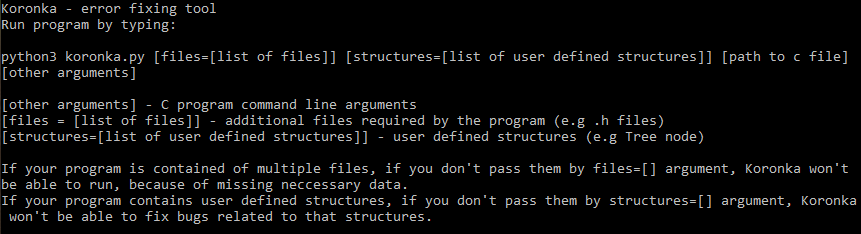 Koronka - error fixing tool
Run program by typing:
python3 koronka.py [files=[list of files]] [structures=[list of user defined structures]] [path to c file]
[other arguments]
[other arguments] - C program command line arguments
[files = [list of files]] - additional files required by the program (e.g .h files)
[structures=[list of user defined structures]] - user defined structures (e.g Tree node)
If your program is contained of multiple files, if you don't pass them by files=[] argument, Koronka won't
be able to run, because of missing neccessary data.
If your program contains user defined structures, if you don't pass them by structures=[] argument, Koronka
won't be able to fix bugs related to that structures.